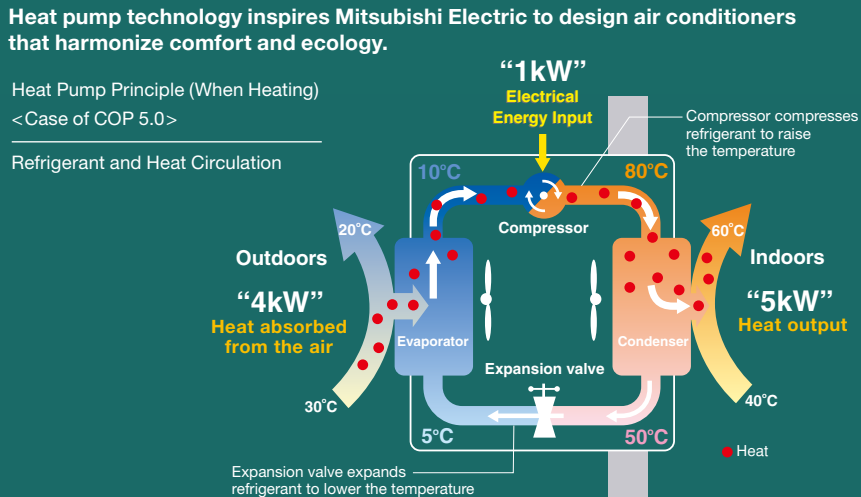 Heat pump technology inspires Mitsubishi Electric to design air conditioners
that harmonize comfort and ecology.
Heat Pump Principle (When Heating)
<Case of COP 5.0>
Refrigerant and Heat Circulation
“1kW”
Electrical
Energy Input
Compressor compresses
refrigerant to raise
the temperature
10°C
80°C
Compressor
20°C
60°C
Outdoors
“4kW”
Heat absorbed
from the air
Indoors
“5kW”
Heat output
Evaporator
Condenser
Expansion valve
30°C
40°C
5°C
50°C
Heat
Expansion valve expands
refrigerant to lower the temperature